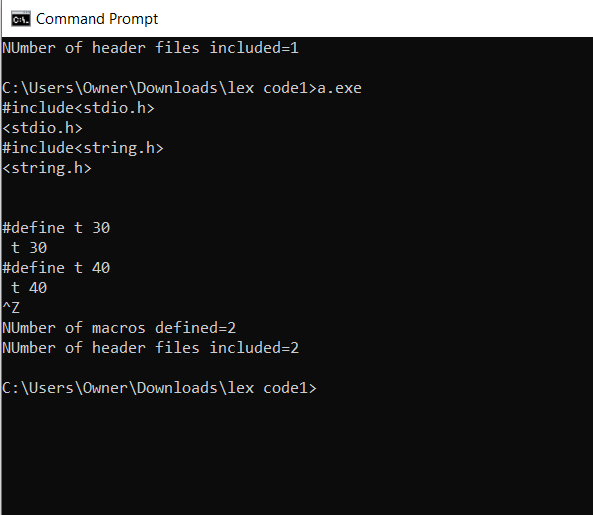 Command Prompt
NUmber of header files included=1
C:\Users\Owner\Downloads\lex code1>a.exe
#include<stdio.h>
<stdio.h>
#include<string.h>
<string.h>
#define t 30
 t 30
#define t 40
 t 40
^Z
NUmber of macros defined=2
NUmber of header files included=2
C:\Users\Owner\Downloads\lex code1>